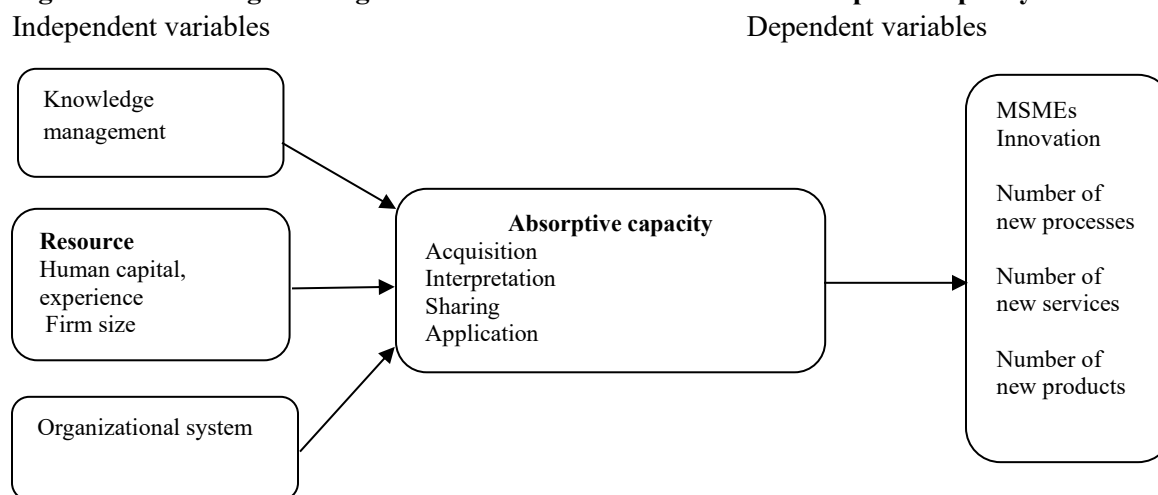 Independent variables
Dependent variables
Knowledge
management
Resource
Human capital,
experience
Firm size
Organizational system
Absorptive capacity
Acquisition
Interpretation
Sharing
Application
MSMEs
Innovation
Number of
new processes
Number of
new services
Number of
new products